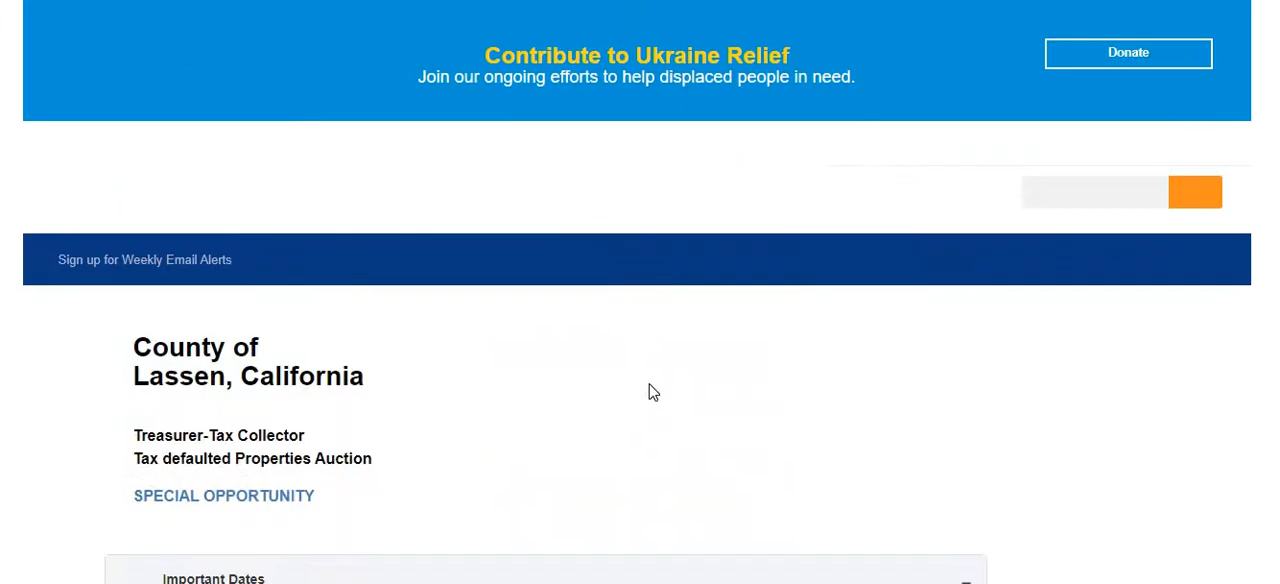 Contribute to Ukraine Relief
Join our ongoing efforts to help displaced people in need.
Donate
Sign up for Weekly Email Alerts
County of
Lassen, California
Treasurer-Tax Collector
Tax defaulted Properties Auction
SPECIAL OPPORTUNITY
Important Dates